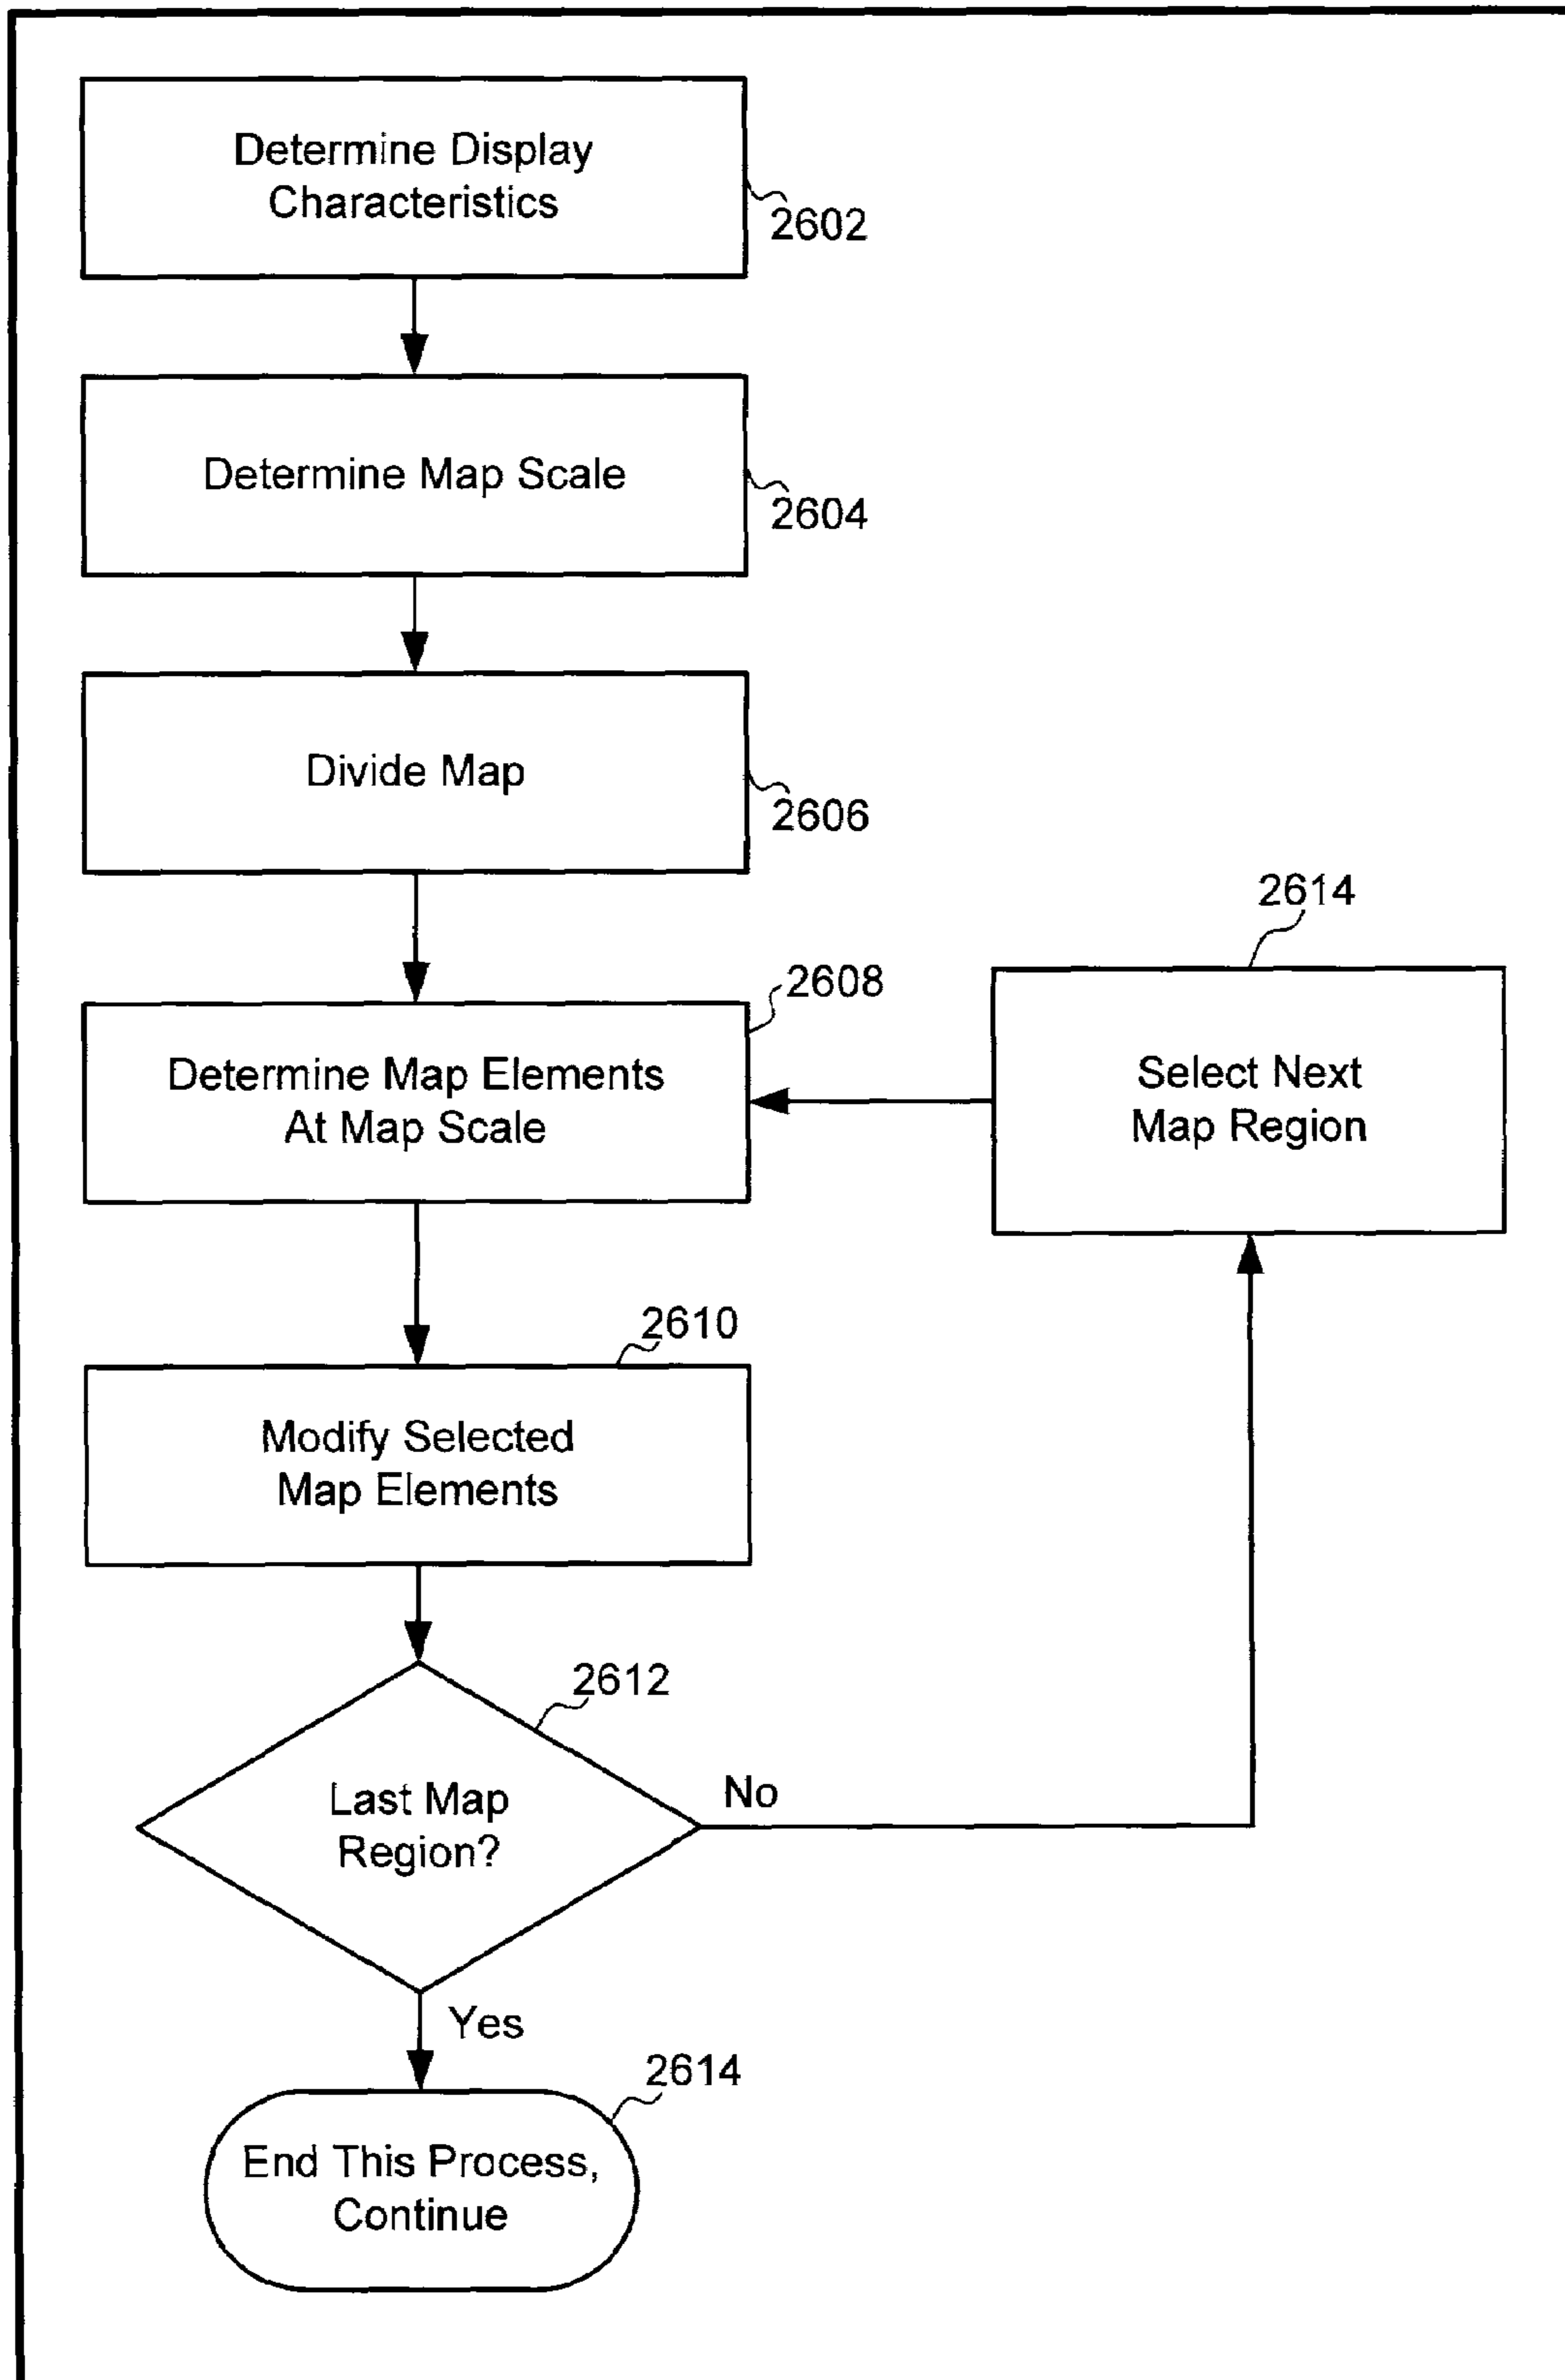 Determine Display
Characteristics
2602
Determine Map Scale
2604
Divide Map
2606
2614
2608
Determine Map Elements
At Map Scale
Select Next
Map Region
2610
Modify Selected
Map Elements
2612
Last Map
Region?
No
Yes
2614
End This Process,
Continue